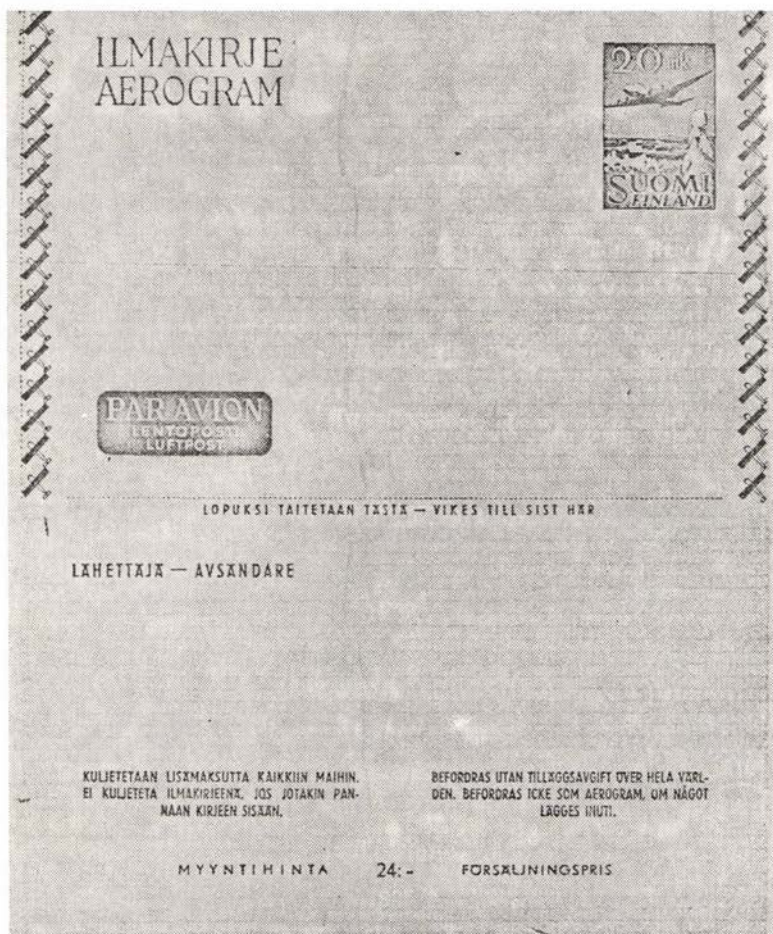 ILMAKIRJE
AEROGRAM
20 mk
SUOMI
FINLAND
PAR AVION
LENTOPOSTI
LUFTPOST
LOPUKSI TAITETAAN TÄSTÄ — VIKES TILL SIST HÄR
LÄHETTÄJÄ — AVSÄNDARE
KULJETETAAN LISÄMAKSUTTA KAIKKIIN MAIHIN.
EI KULJETETA ILMAKIRJEENÄ, JOS JOTAKIN PAN-
NAAN KIRJEEN SISÄÄN.
BEFORDRAS UTAN TILLÄGGSAVGIFT ÖVER HELA VÄRL-
DEN. BEFORDRAS ICKE SOM AEROGRAM, OM NÅGOT
LÄGGES INUTI.
MYYNTIHINTA 24:- FÖRSÄLJNINGSPRIS